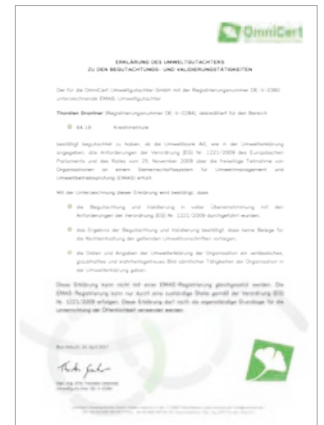 OmniCert
ERKLÄRUNG DES UMWELTGUTACHTERS
ZU DEN BEGUTACHTUNGS- UND VALIDIERUNGSTÄTIGKEITEN
Der für die OmniCert Umweltgutachter GmbH mit der Registrierungsnummer DE-V-0360
unterzeichnende EMAS-Umweltgutachter
Thorsten Grantner (Registrierungsnummer DE-V-0284), akkreditiert für den Bereich
64.19 Kreditinstitute
bestätigt begutachtet zu haben, ob die UmweltBank AG, wie in der Umwelterklärung
angegeben, alle Anforderungen der Verordnung (EG) Nr. 1221/2009 des Europäischen
Parlaments und des Rates vom 25. November 2009 über die freiwillige Teilnahme von
Organisationen an einem Gemeinschaftssystem für Umweltmanagement und
Umweltbetriebsprüfung (EMAS) erfüllt.
Mit der Unterzeichnung dieser Erklärung wird bestätigt, dass
die Begutachtung und Validierung in voller Übereinstimmung mit den
Anforderungen der Verordnung (EG) Nr. 1221/2009 durchgeführt wurden,
das Ergebnis der Begutachtung und Validierung bestätigt, dass keine Belege für
die Nichteinhaltung der geltenden Umweltvorschriften vorliegen,
die Daten und Angaben der Umwelterklärung der Organisation ein verlässliches,
glaubhaftes und wahrheitsgetreues Bild sämtlicher Tätigkeiten der Organisation in
der Umwelterklärung geben.
Diese Erklärung kann nicht mit einer EMAS-Registrierung gleichgesetzt werden. Die
EMAS-Registrierung kann nur durch eine zuständige Stelle gemäß der Verordnung (EG)
Nr. 1221/2009 erfolgen. Diese Erklärung darf nicht als eigenständige Grundlage für die
Unterrichtung der Öffentlichkeit verwendet werden.